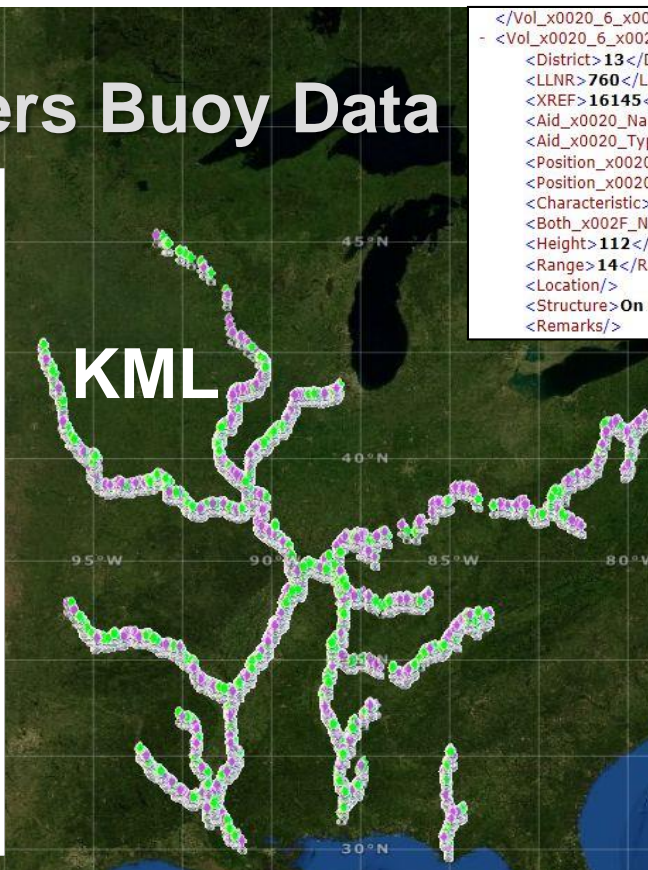 ers Buoy Data
KML
</Vol_x0020_6_x00
- <Vol_x0020_6_x002
<District>13</D
<LLNR>760</L
<XREF>16145<
<Aid_x0020_Na
<Aid_x0020_Typ
<Position_x0020
<Position_x0020
<Characteristic>
<Both_x002F_N
<Height>112</
<Range>14</R
<Location/>
<Structure>On
<Remarks/>
45°N
40°N
95°W
90°
85°W
80°W
30°N